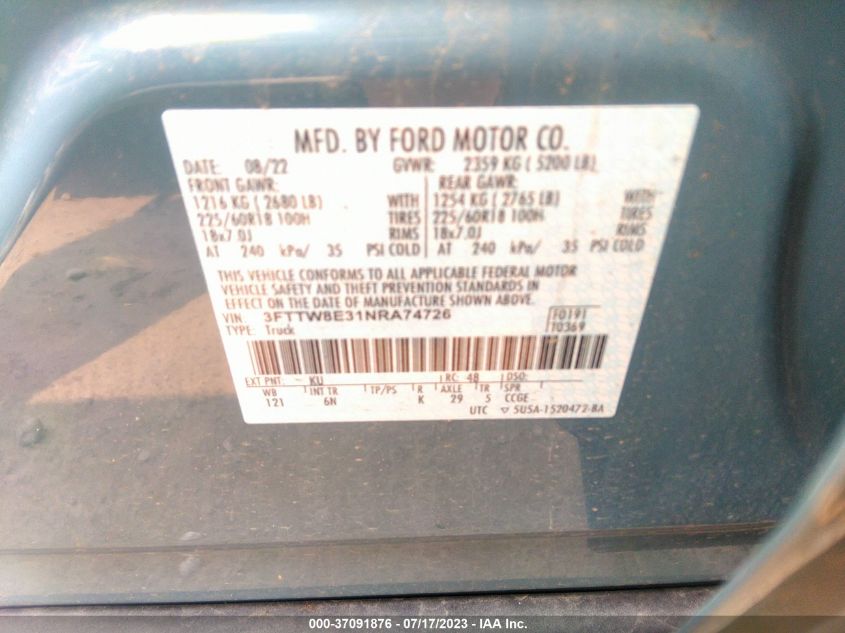 MFD. BY FORD MOTOR CO.
DATE: 08/22 GVWR: 2359 KG ( 5200 LB)
FRONT GAWR: REAR GAWR:
1216 KG ( 2680 LB) WITH 1254 KG ( 2765 LB) WITH
225/60R18 100H TIRES 225/60R18 100H TIRES
18x7.0J RIMS 18x7.0J RIMS
AT 240 kPa/ 35 PSI COLD AT 240 kPa/ 35 PSI COLD
THIS VEHICLE CONFORMS TO ALL APPLICABLE FEDERAL MOTOR
VEHICLE SAFETY AND THEFT PREVENTION STANDARDS IN
EFFECT ON THE DATE OF MANUFACTURE SHOWN ABOVE.
VIN: 3FTTW8E31NRA74726 F0191
TYPE: Truck T0369
EXT PNT: KU RC: 48 DSO:
WB INT TR TP/PS R AXLE TR SPR
121 6N K 29 5 CCGE
UTC ▽ 5U5A-1520472-BA
000-37091876 / 07/17/2023 - © IAA Inc.